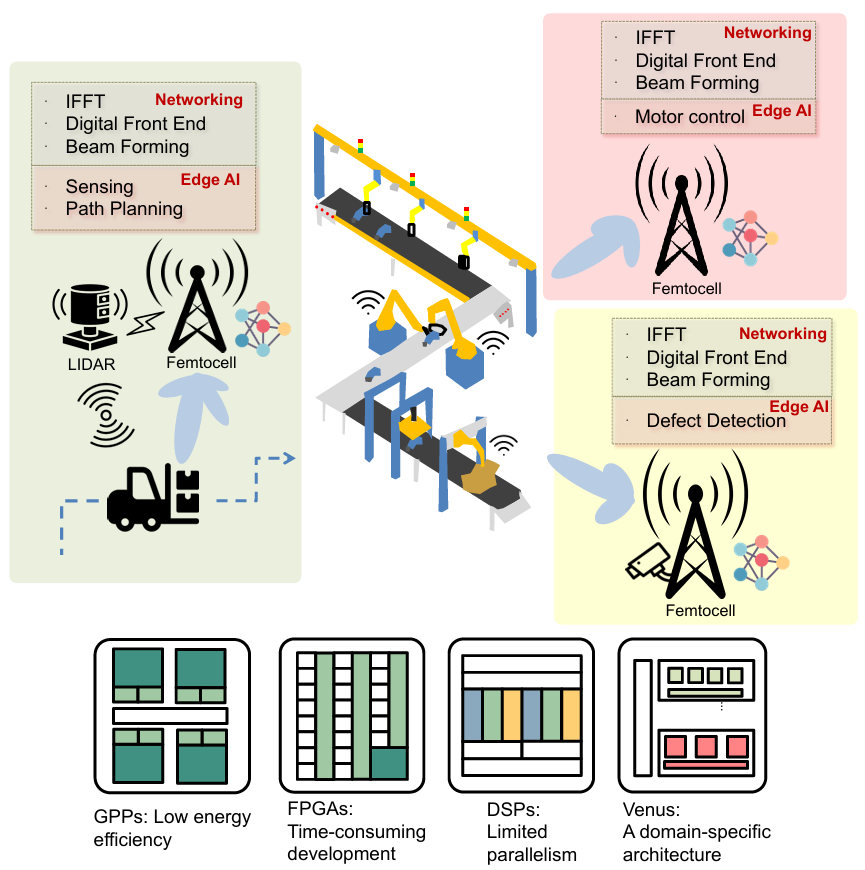 · IFFT Networking
· Digital Front End
· Beam Forming
· Sensing Edge AI
· Path Planning
LIDAR
Femtocell
· IFFT Networking
· Digital Front End
· Beam Forming
· Motor control Edge AI
Femtocell
· IFFT Networking
· Digital Front End
· Beam Forming
Edge AI
· Defect Detection
Femtocell
GPPs: Low energy
efficiency
FPGAs:
Time-consuming
development
DSPs:
Limited
parallelism
Venus:
A domain-specific
architecture